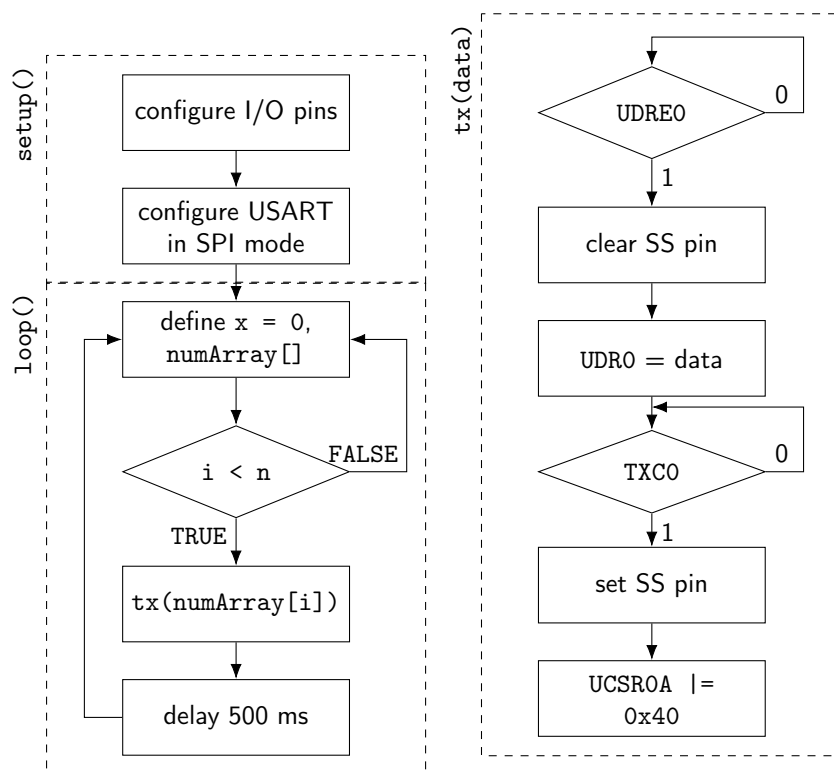 setup()
configure I/O pins
configure USART
in SPI mode
loop()
define x = 0,
numArray[]
i < n
FALSE
TRUE
tx(numArray[i])
delay 500 ms
tx(data)
UDRE0
0
1
clear SS pin
UDR0 = data
TXC0
0
1
set SS pin
UCSR0A |=
0x40